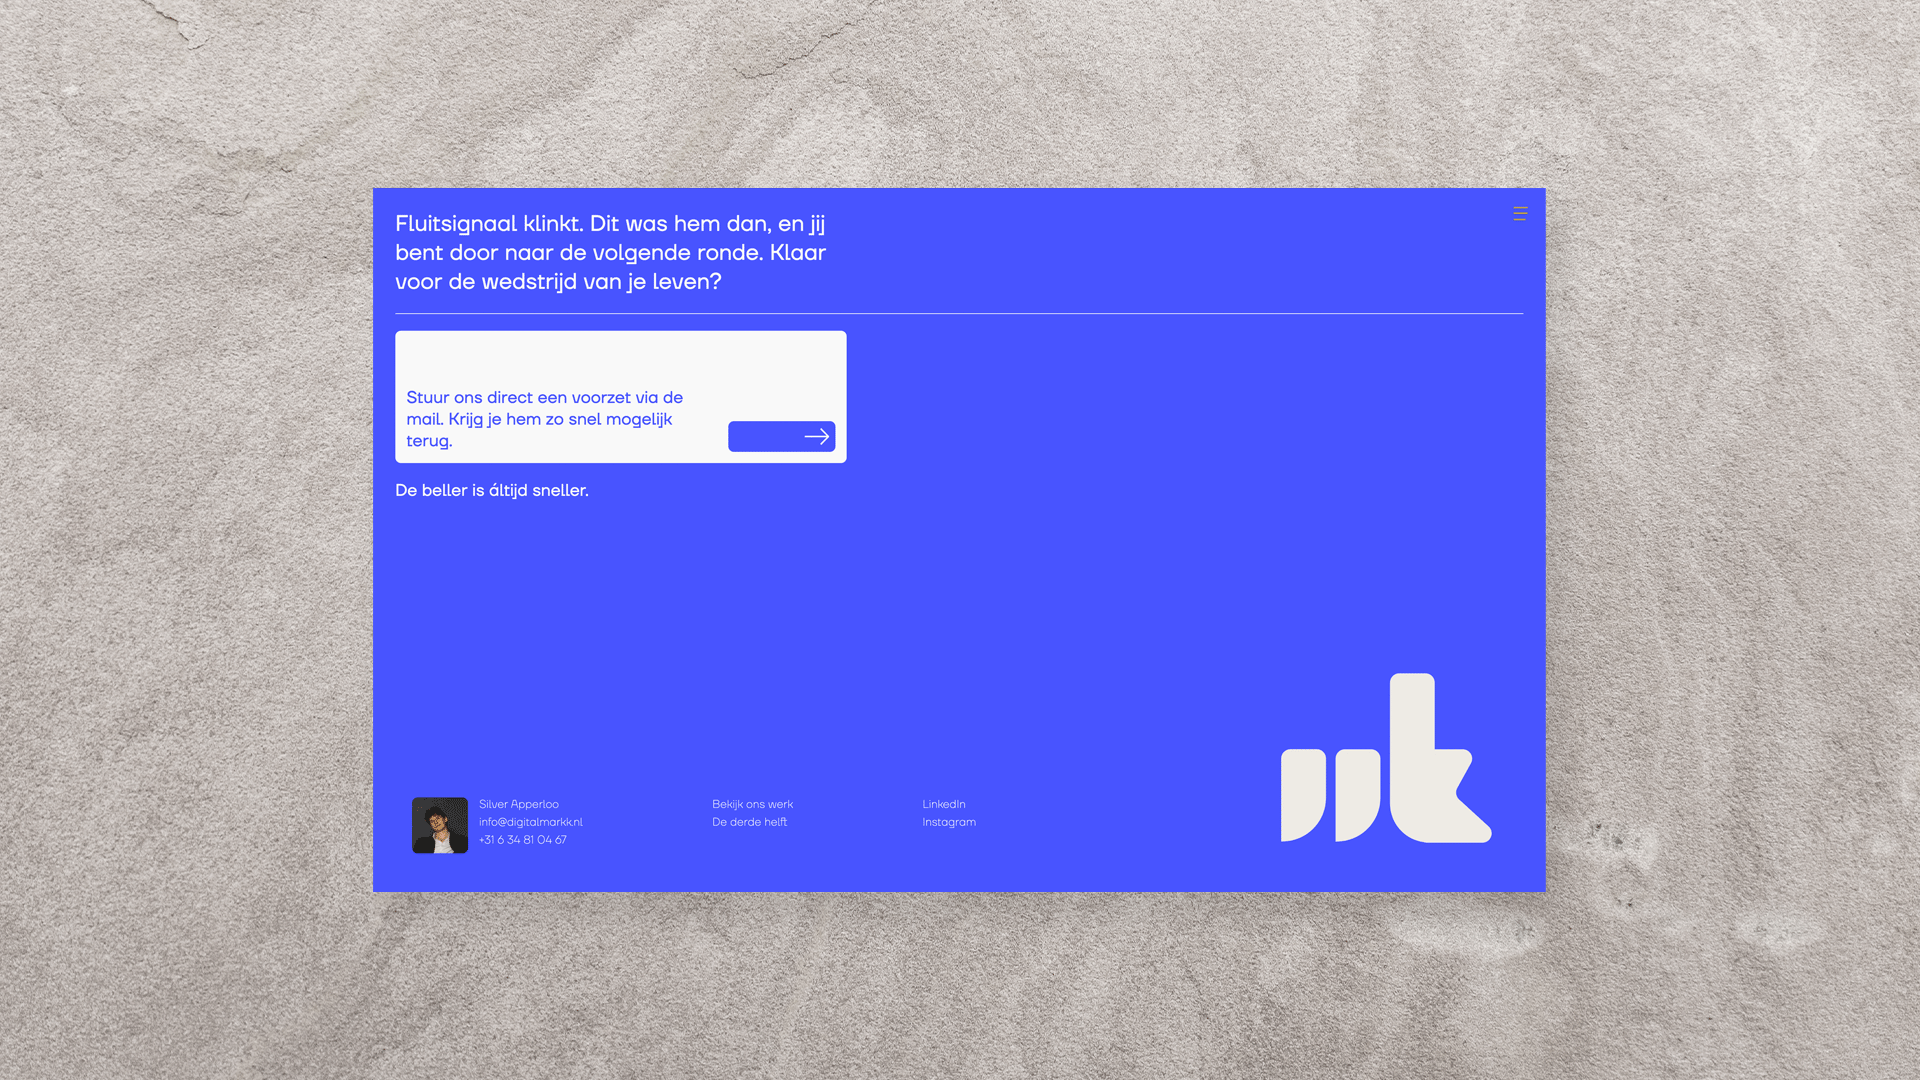 Fluitsignaal klinkt. Dit was hem dan, en jij
bent door naar de volgende ronde. Klaar
voor de wedstrijd van je leven?
Stuur ons direct een voorzet via de
mail. Krijg je hem zo snel mogelijk
terug.
De beller is áltijd sneller.
Silver Apperloo
info@digitalmarkk.nl
+31 6 34 81 04 67
Bekijk ons werk
De derde helft
LinkedIn
Instagram